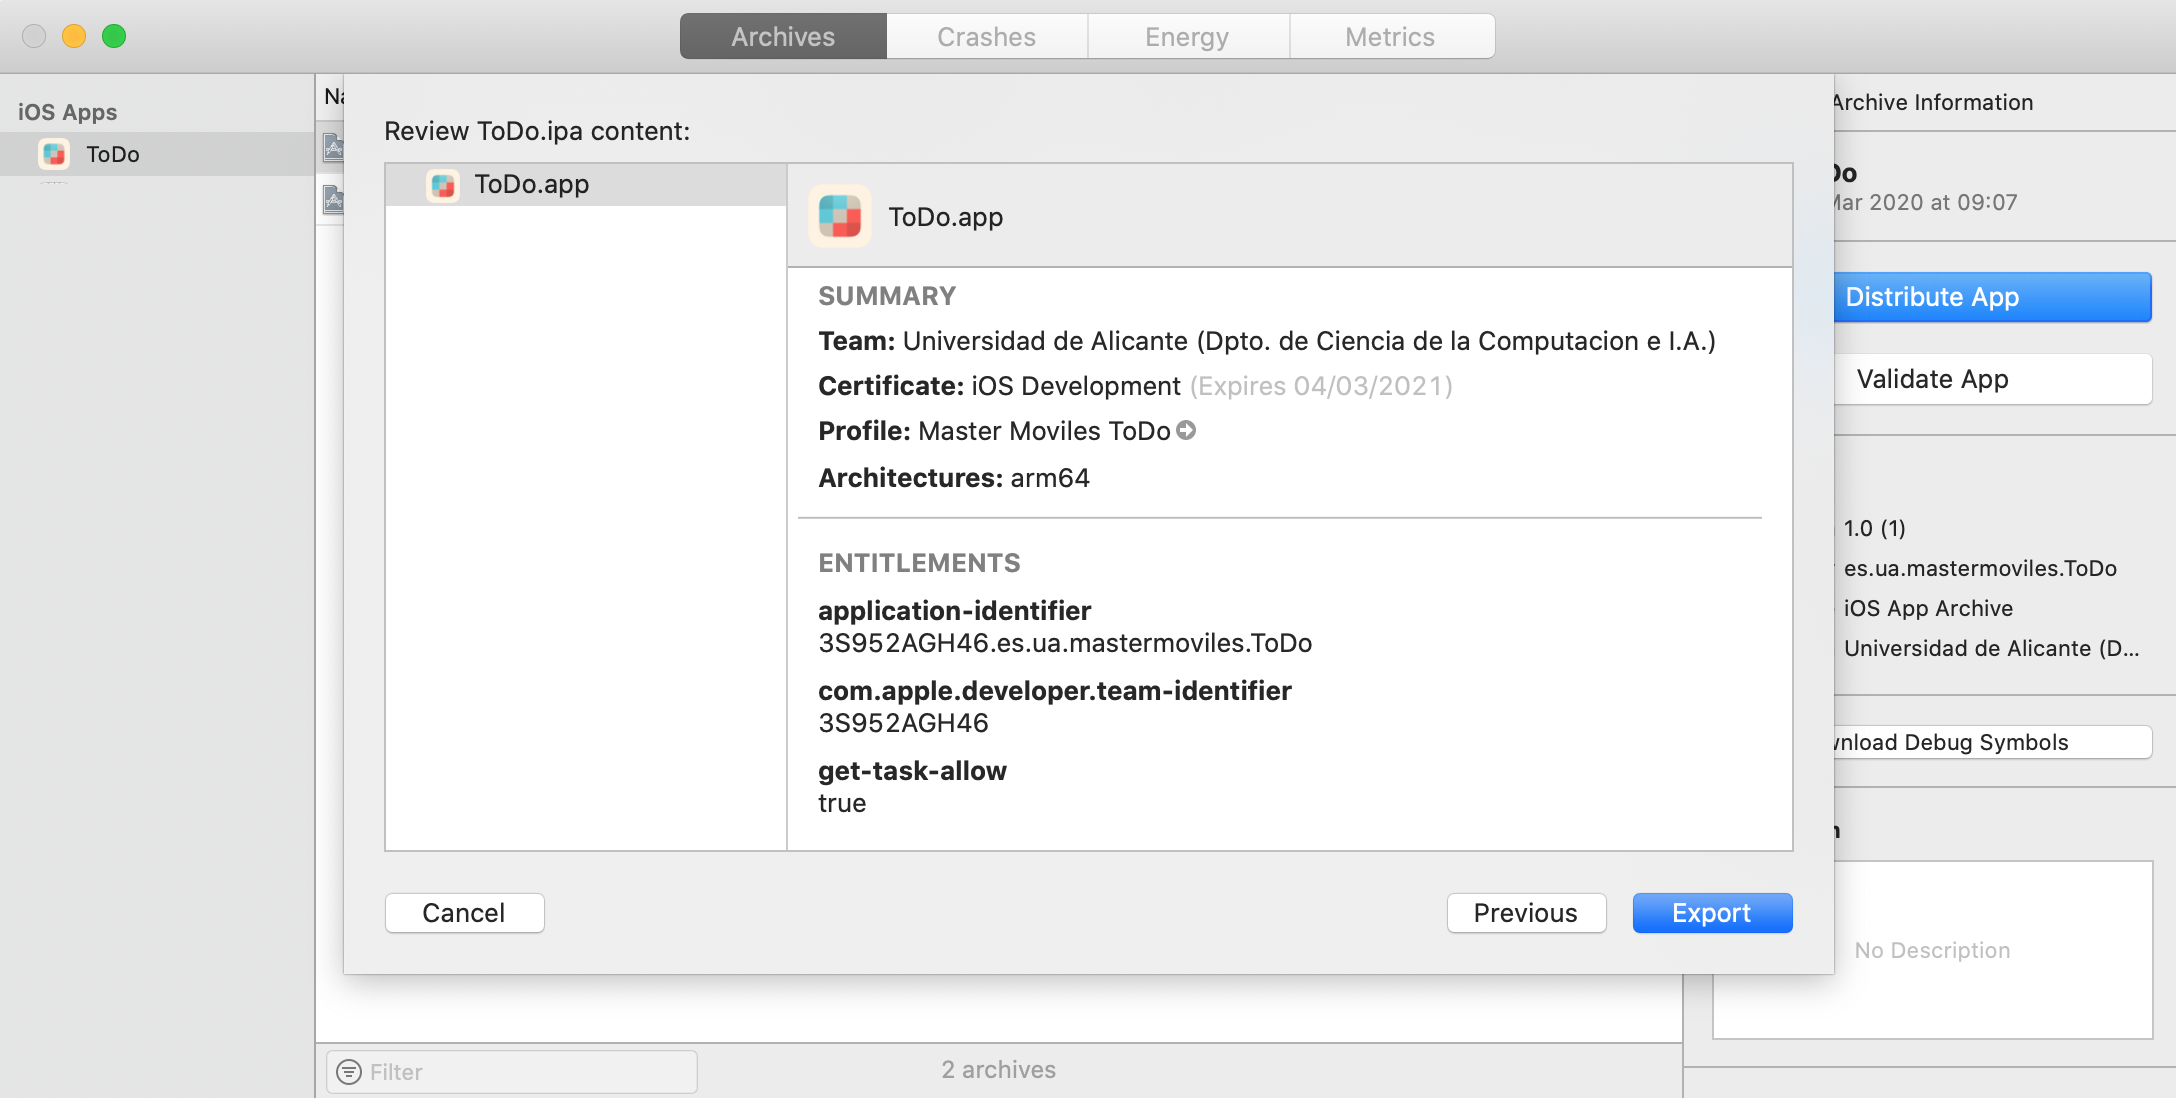 Archives
Crashes
Energy
Metrics
iOS Apps
ToDo
Review ToDo.ipa content:
ToDo.app
ToDo.app
SUMMARY
Team: Universidad de Alicante (Dpto. de Ciencia de la Computacion e I.A.)
Certificate: iOS Development (Expires 04/03/2021)
Profile: Master Moviles ToDo
Architectures: arm64
ENTITLEMENTS
application-identifier
3S952AGH46.es.ua.mastermoviles.ToDo
com.apple.developer.team-identifier
3S952AGH46
get-task-allow
true
Cancel
Previous
Export
Archive Information
Mar 2020 at 09:07
Distribute App
Validate App
1.0 (1)
es.ua.mastermoviles.ToDo
iOS App Archive
Universidad de Alicante (D...
Debug Symbols
No Description
Filter
2 archives